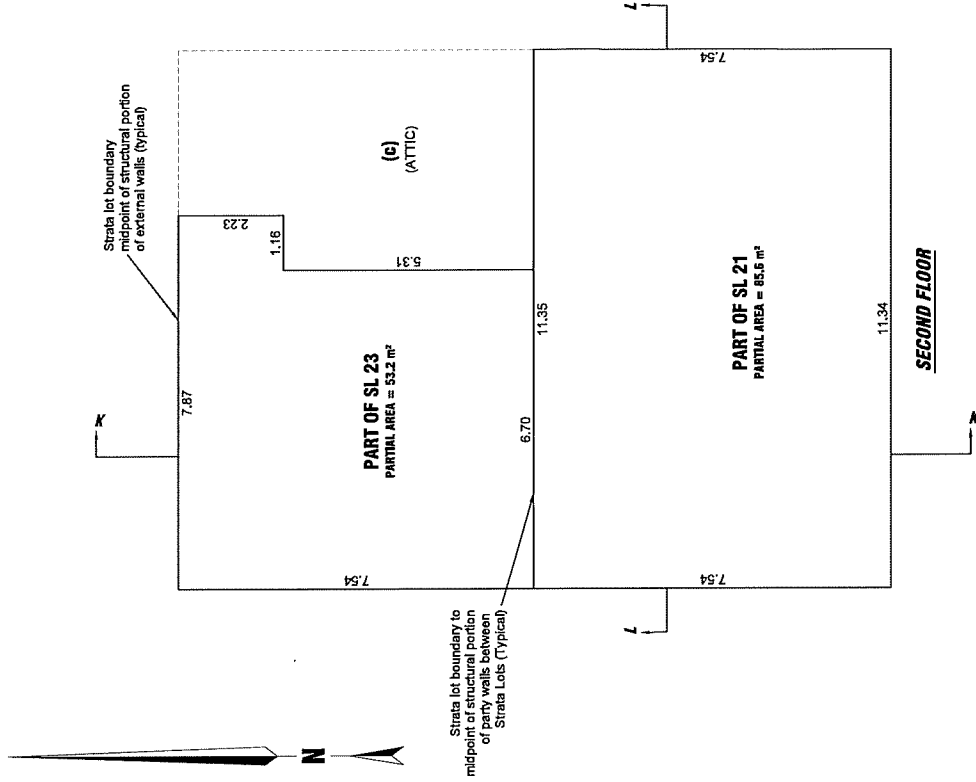 Strata lot boundary
midpoint of structural portion
of external walls (typical)
K
7.87
2.23
1.16
(c)
(ATTIC)
5.31
PART OF SL 23
PARTIAL AREA = 53.2 m²
7.54
6.70
11.35
Strata lot boundary to
midpoint of structural portion
of party walls between
Strata Lots (Typical)
L
L
7.54
7.54
PART OF SL 21
PARTIAL AREA = 85.6 m²
11.34
K
SECOND FLOOR
N